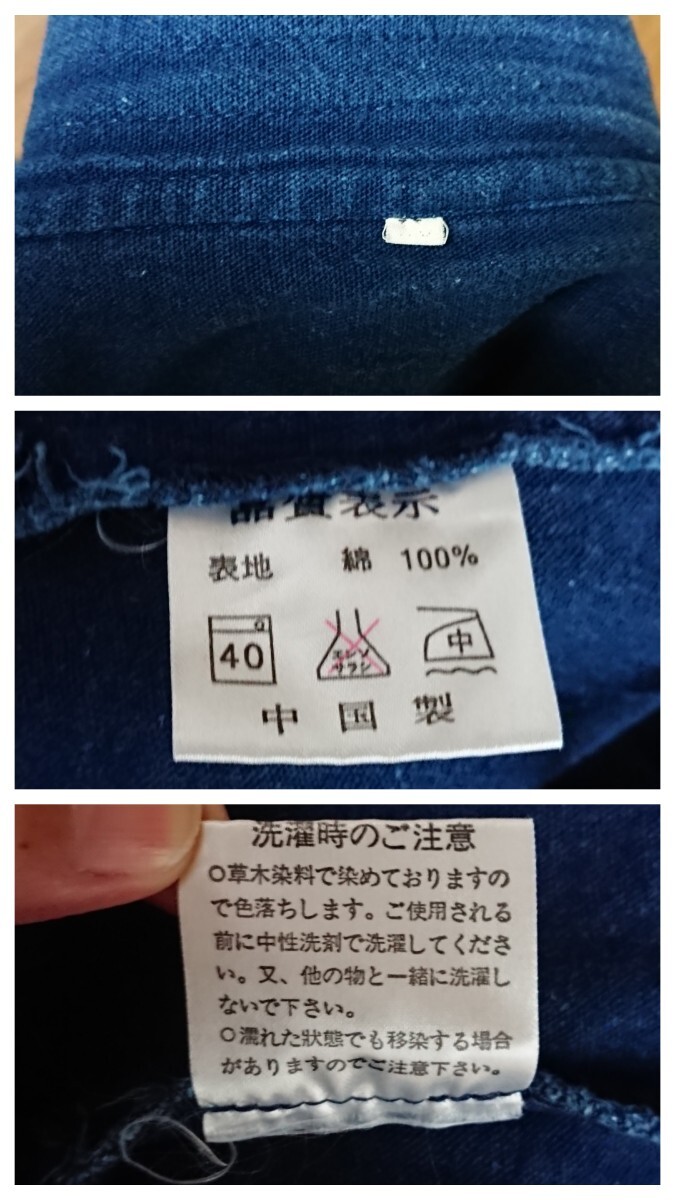 品質表示
表地 綿 100%
40
エンソ
サラシ
中
中国製
洗濯時のご注意
○草木染料で染めておりますの
で色落ちします。ご使用される
前に中性洗剤で洗濯してくださ
い。又、他の物と一緒に洗濯し
ないで下さい。
○濡れた狀態でも移染する場合
がありますのでご注意下さい。